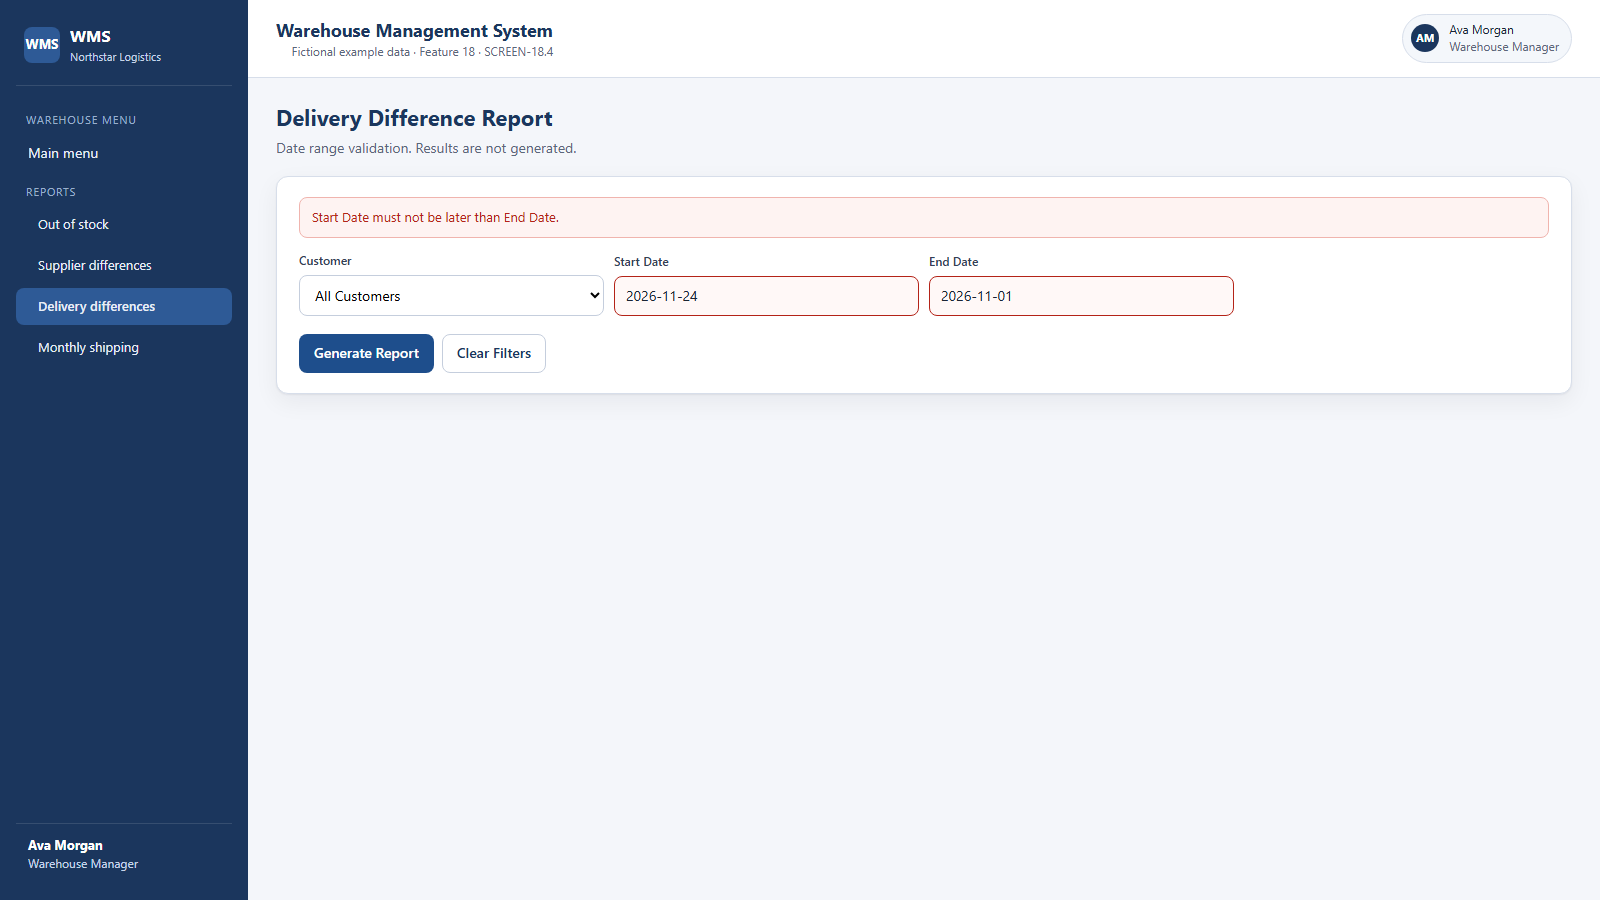 WMS
WMS
Northstar Logistics
WAREHOUSE MENU
Main menu
REPORTS
Out of stock
Supplier differences
Delivery differences
Monthly shipping
Ava Morgan
Warehouse Manager
Warehouse Management System
Fictional example data · Feature 18 · SCREEN-18.4
AM
Ava Morgan
Warehouse Manager
Delivery Difference Report
Date range validation. Results are not generated.
Start Date must not be later than End Date.
Customer
All Customers
Start Date
2026-11-24
End Date
2026-11-01
Generate Report
Clear Filters